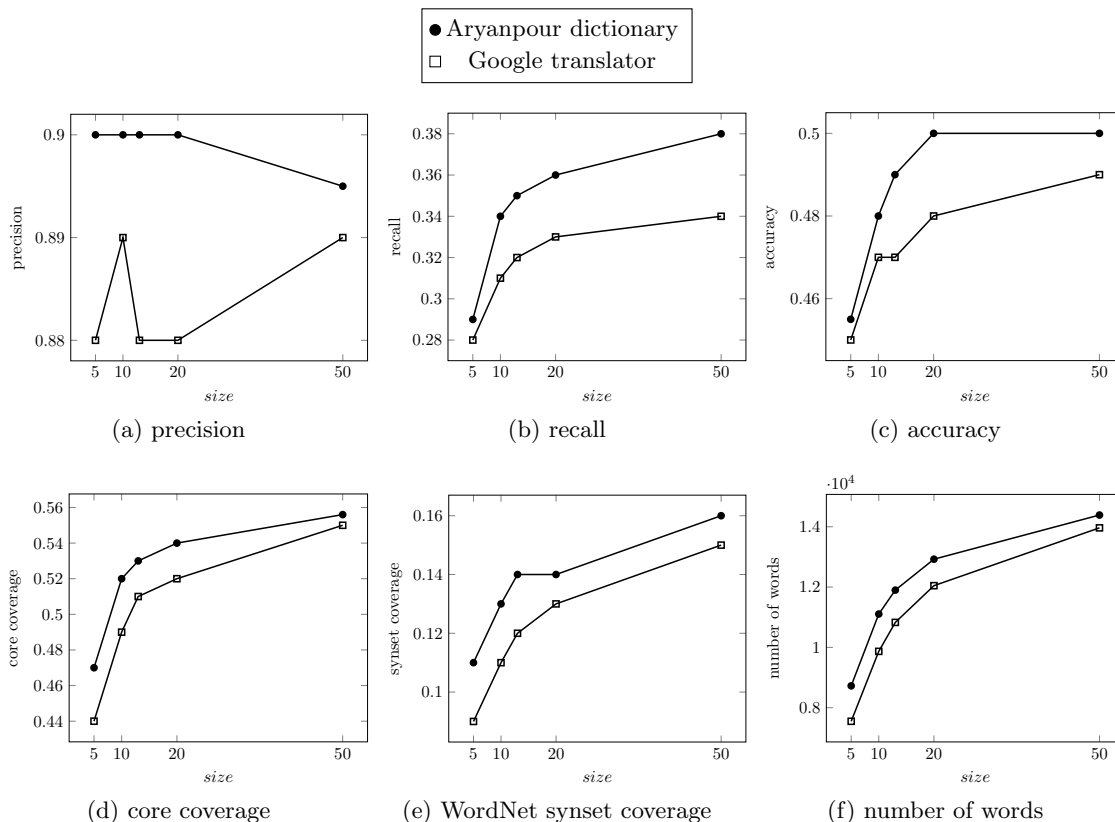 Aryanpour dictionary
Google translator
0.9
0.89
0.88
precision
5 10 20 50
size
(a) precision
0.38
0.36
0.34
0.32
0.3
0.28
recall
5 10 20 50
size
(b) recall
0.5
0.48
0.46
accuracy
5 10 20 50
size
(c) accuracy
0.56
0.54
0.52
0.5
0.48
0.46
0.44
core coverage
5 10 20 50
size
(d) core coverage
0.16
0.14
0.12
0.1
synset coverage
5 10 20 50
size
(e) WordNet synset coverage
·10⁴
1.4
1.2
1
0.8
number of words
5 10 20 50
size
(f) number of words